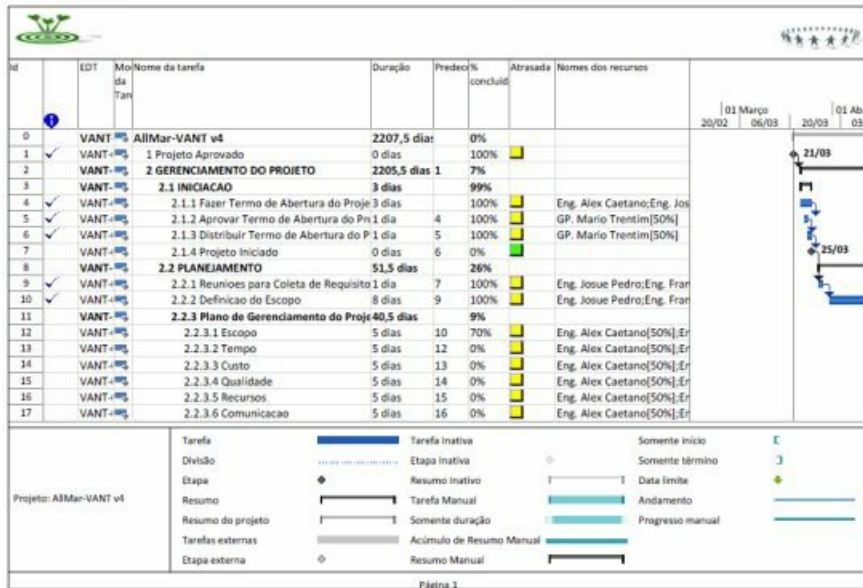 Id EDT Mo da Tar Nome da tarefa Duração Predec % concluíd Atrasada Nomes dos recursos
01 Março 01 Ab
20/02 06/03 20/03 03
0 VANT AllMar-VANT v4 2207,5 dias 0%
1 VANT- 1 Projeto Aprovado 0 dias 100% 21/03
2 VANT- 2 GERENCIAMENTO DO PROJETO 2205,5 dias 1 7%
3 VANT- 2.1 INICIACAO 3 dias 99%
4 VANT- 2.1.1 Fazer Termo de Abertura do Proje 3 dias 100% Eng. Alex Caetano;Eng. Jos
5 VANT- 2.1.2 Aprovar Termo de Abertura do Pr 1 dia 4 100% GP. Mario Trentim[50%]
6 VANT- 2.1.3 Distribuir Termo de Abertura do P 1 dia 5 100% GP. Mario Trentim[50%]
7 VANT- 2.1.4 Projeto Iniciado 0 dias 6 0% 25/03
8 VANT- 2.2 PLANEJAMENTO 51,5 dias 26%
9 VANT- 2.2.1 Reunioes para Coleta de Requisito 1 dia 7 100% Eng. Josue Pedro;Eng. Fran
10 VANT- 2.2.2 Definicao do Escopo 8 dias 9 100% Eng. Josue Pedro;Eng. Fran
11 VANT- 2.2.3 Plano de Gerenciamento do Proje 40,5 dias 9%
12 VANT- 2.2.3.1 Escopo 5 dias 10 70% Eng. Alex Caetano[50%];Er
13 VANT- 2.2.3.2 Tempo 5 dias 12 0% Eng. Alex Caetano[50%];Er
14 VANT- 2.2.3.3 Custo 5 dias 13 0% Eng. Alex Caetano[50%];Er
15 VANT- 2.2.3.4 Qualidade 5 dias 14 0% Eng. Alex Caetano[50%];Er
16 VANT- 2.2.3.5 Recursos 5 dias 15 0% Eng. Alex Caetano[50%];Er
17 VANT- 2.2.3.6 Comunicacao 5 dias 16 0% Eng. Alex Caetano[50%];Er
Projeto: AllMar-VANT v4
Tarefa Tarefa Inativa Somente início
Divisão Etapa Inativa Somente término
Etapa Resumo Inativo Data limite
Resumo Tarefa Manual Andamento
Resumo do projeto Somente duração Progresso manual
Tarefas externas Acúmulo de Resumo Manual
Etapa externa Resumo Manual
Página 1